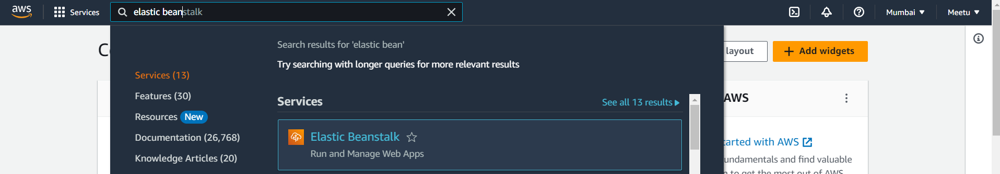 aws Services elastic beanstalk Mumbai Meetu
Search results for 'elastic bean'
Try searching with longer queries for more relevant results
layout
Add widgets
Services (13)
Features (30)
Resources New
Documentation (26,768)
Knowledge Articles (20)
Services
See all 13 results
Elastic Beanstalk
Run and Manage Web Apps
AWS
tarted with AWS
undamentals and find valuable
to get the most out of AWS